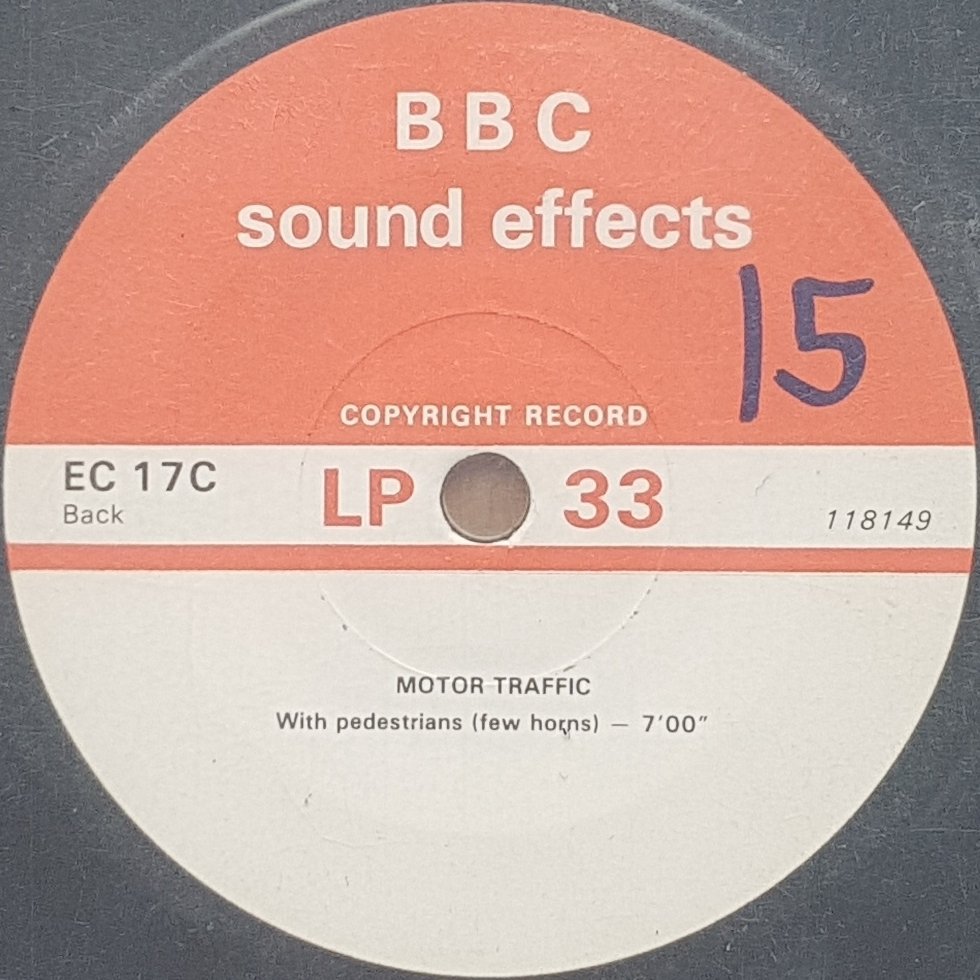 BBC
sound effects
15
COPYRIGHT RECORD
EC 17C
Back
LP 33
118149
MOTOR TRAFFIC
With pedestrians (few horns) — 7'00"